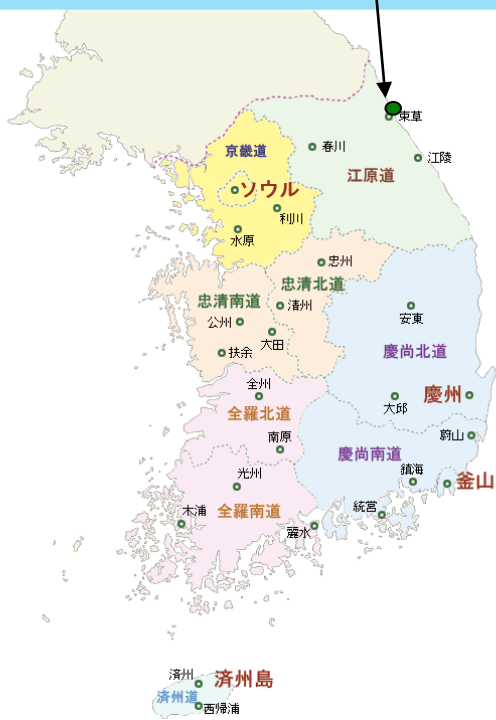 東草
春川
京畿道
江陵
江原道
ソウル
利川
水原
忠州
忠清北道
忠清南道
清州
公州
安東
大田
扶余
慶尚北道
全州
慶州
大邱
全羅北道
蔚山
南原
慶尚南道
光州
鎮海
釜山
木浦
全羅南道
統営
麗水
済州
済州島
済州道
西帰浦